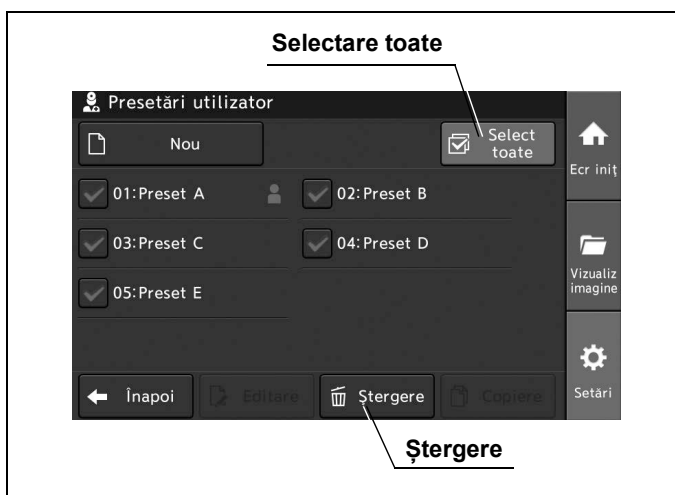 Selectare toate
Presetări utilizator
Nou
Select
toate
Ecr iniț
01:Preset A
02:Preset B
03:Preset C
04:Preset D
Vizualiz
imagine
05:Preset E
Înapoi
Editare
Ștergere
Copiere
Setări
Ștergere